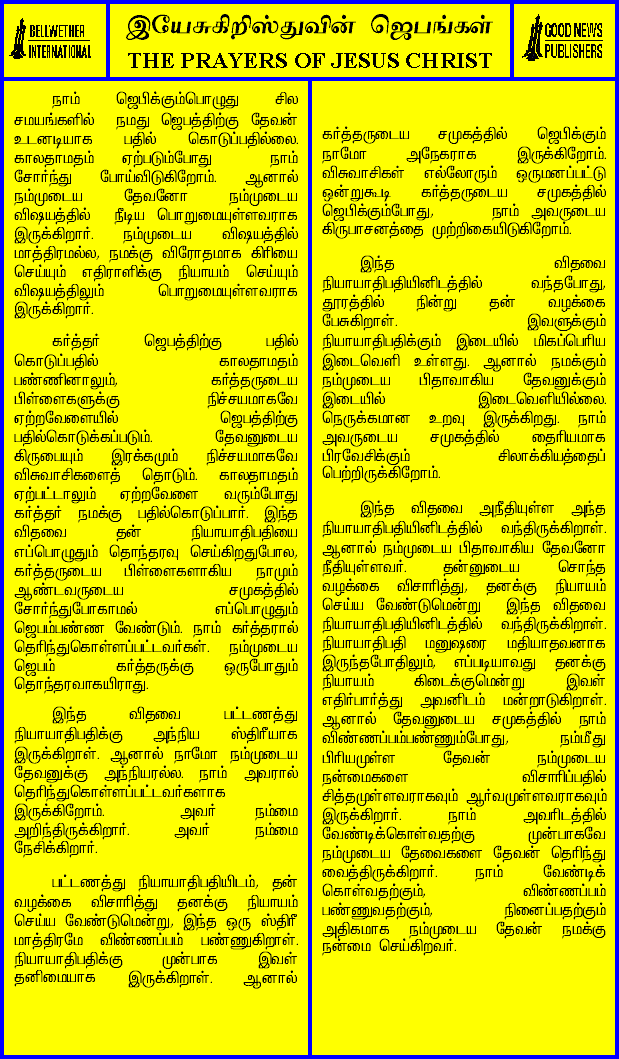 BELLWETHER
INTERNATIONAL
இயேசுகிறிஸ்துவின் ஜெபங்கள்
THE PRAYERS OF JESUS CHRIST
GOOD NEWS
PUBLISHERS
நாம் ஜெபிக்கும்பொழுது சில
சமயங்களில் நமது ஜெபத்திற்கு தேவன்
உடனடியாக பதில் கொடுப்பதில்லை.
காலதாமதம் ஏற்படும்போது நாம்
சோர்ந்து போய்விடுகிறோம். ஆனால்
நம்முடைய தேவனோ நம்முடைய
விஷயத்தில் நீடிய பொறுமையுள்ளவராக
இருக்கிறார். நம்முடைய விஷயத்தில்
மாத்திரமல்ல, நமக்கு விரோதமாக கிரியை
செய்யும் எதிராளிக்கு நியாயம் செய்யும்
விஷயத்திலும் பொறுமையுள்ளவராக
இருக்கிறார்.
கர்த்தர் ஜெபத்திற்கு பதில்
கொடுப்பதில் காலதாமதம்
பண்ணினாலும், கர்த்தருடைய
பிள்ளைகளுக்கு நிச்சயமாகவே
ஏற்றவேளையில் ஜெபத்திற்கு
பதில்கொடுக்கப்படும். தேவனுடைய
கிருபையும் இரக்கமும் நிச்சயமாகவே
விசுவாசிகளைத் தொடும். காலதாமதம்
ஏற்பட்டாலும் ஏற்றவேளை வரும்போது
கர்த்தர் நமக்கு பதில்கொடுப்பார். இந்த
விதவை தன் நியாயாதிபதியை
எப்பொழுதும் தொந்தரவு செய்கிறதுபோல,
கர்த்தருடைய பிள்ளைகளாகிய நாமும்
ஆண்டவருடைய சமுகத்தில்
சோர்ந்துபோகாமல் எப்பொழுதும்
ஜெபம்பண்ண வேண்டும். நாம் கர்த்தரால்
தெரிந்துகொள்ளப்பட்டவர்கள். நம்முடைய
ஜெபம் கர்த்தருக்கு ஒருபோதும்
தொந்தரவாகயிராது.
இந்த விதவை பட்டணத்து
நியாயாதிபதிக்கு அந்நிய ஸ்திரீயாக
இருக்கிறாள். ஆனால் நாமோ நம்முடைய
தேவனுக்கு அந்நியரல்ல. நாம் அவரால்
தெரிந்துகொள்ளப்பட்டவர்களாக
இருக்கிறோம். அவர் நம்மை
அறிந்திருக்கிறார். அவர் நம்மை
நேசிக்கிறார்.
பட்டணத்து நியாயாதிபதியிடம், தன்
வழக்கை விசாரித்து தனக்கு நியாயம்
செய்ய வேண்டுமென்று, இந்த ஒரு ஸ்திரீ
மாத்திரமே விண்ணப்பம் பண்ணுகிறாள்.
நியாயாதிபதிக்கு முன்பாக இவள்
தனிமையாக இருக்கிறாள். ஆனால்
கர்த்தருடைய சமுகத்தில் ஜெபிக்கும்
நாமோ அநேகராக இருக்கிறோம்.
விசுவாசிகள் எல்லோரும் ஒருமனப்பட்டு
ஒன்றுகூடி கர்த்தருடைய சமுகத்தில்
ஜெபிக்கும்போது, நாம் அவருடைய
கிருபாசனத்தை முற்றிகையிடுகிறோம்.
இந்த விதவை
நியாயாதிபதியினிடத்தில் வந்தபோது,
தூரத்தில் நின்று தன் வழக்கை
பேசுகிறாள். இவளுக்கும்
நியாயாதிபதிக்கும் இடையில் மிகப்பெரிய
இடைவெளி உள்ளது. ஆனால் நமக்கும்
நம்முடைய பிதாவாகிய தேவனுக்கும்
இடையில் இடைவெளியில்லை.
நெருக்கமான உறவு இருக்கிறது. நாம்
அவருடைய சமுகத்தில் தைரியமாக
பிரவேசிக்கும் சிலாக்கியத்தைப்
பெற்றிருக்கிறோம்.
இந்த விதவை அநீதியுள்ள அந்த
நியாயாதிபதியினிடத்தில் வந்திருக்கிறாள்.
ஆனால் நம்முடைய பிதாவாகிய தேவனோ
நீதியுள்ளவர். தன்னுடைய சொந்த
வழக்கை விசாரித்து, தனக்கு நியாயம்
செய்ய வேண்டுமென்று இந்த விதவை
நியாயாதிபதியினிடத்தில் வந்திருக்கிறாள்.
நியாயாதிபதி மனுஷரை மதியாதவனாக
இருந்தபோதிலும், எப்படியாவது தனக்கு
நியாயம் கிடைக்குமென்று இவள்
எதிர்பார்த்து அவனிடம் மன்றாடுகிறாள்.
ஆனால் தேவனுடைய சமுகத்தில் நாம்
விண்ணப்பம்பண்ணும்போது, நம்மீது
பிரியமுள்ள தேவன் நம்முடைய
நன்மைகளை விசாரிப்பதில்
சித்தமுள்ளவராகவும் ஆர்வமுள்ளவராகவும்
இருக்கிறார். நாம் அவரிடத்தில்
வேண்டிக்கொள்வதற்கு முன்பாகவே
நம்முடைய தேவைகளை தேவன் தெரிந்து
வைத்திருக்கிறார். நாம் வேண்டிக்
கொள்வதற்கும், விண்ணப்பம்
பண்ணுவதற்கும், நினைப்பதற்கும்
அதிகமாக நம்முடைய தேவன் நமக்கு
நன்மை செய்கிறவர்.